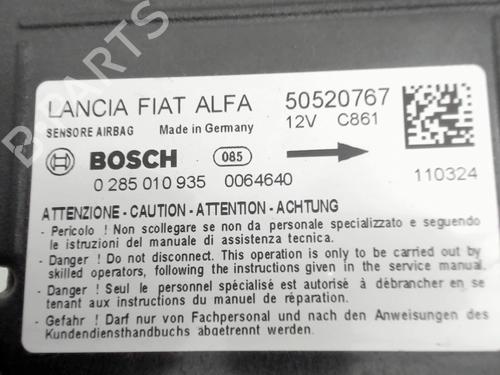 B PARTS
LANCIA FIAT ALFA 50520767
SENSORE AIRBAG Made in Germany 12V C861
BOSCH 085
0 285 010 935 0064640 110324
ATTENZIONE - CAUTION - ATTENTION - ACHTUNG
- Pericolo ! Non scollegare se non da personale specializzato e seguendo
le istruzioni del manuale di assistenza tecnica.
- Danger ! Do not disconnect. This operation is only to be carried out by
skilled operators, following the instructions given in the service manual.
- Danger ! Seul le personnel spécialisé est autorisé à débrancher en se
tenant aux instructions du manuel de réparation.
- Gefahr ! Darf nur von Fachpersonal und nach den Anweisungen des
Kundendiensthandbuchs abgetrennt werden.